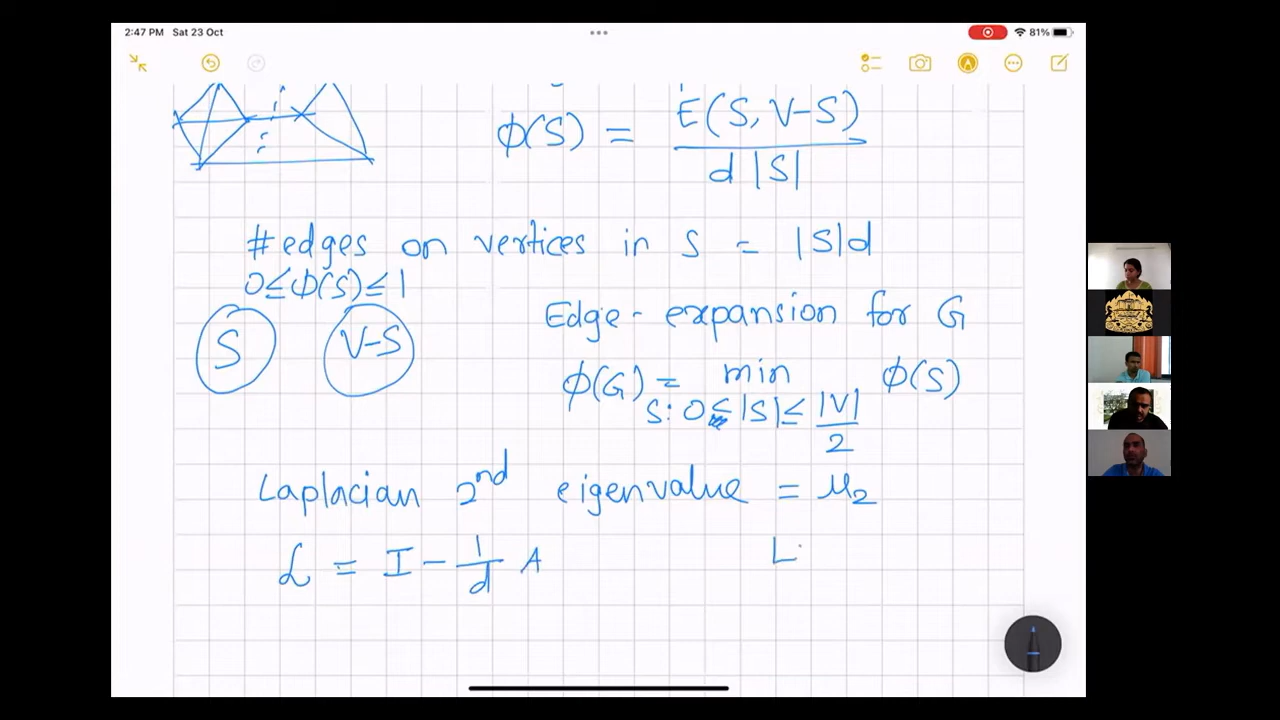 2:47 PM Sat 23 Oct
81%
ϕ(S) = E(S, V-S) / d |S|
#edges on vertices in S = |S|d
0≤ϕ(S)≤1
S V-S
Edge-expansion for G
ϕ(G) = min ϕ(S)
S: 0≤|S|≤ |V|/2
Laplacian 2nd eigenvalue = μ2
ℒ = I - 1/d A
L